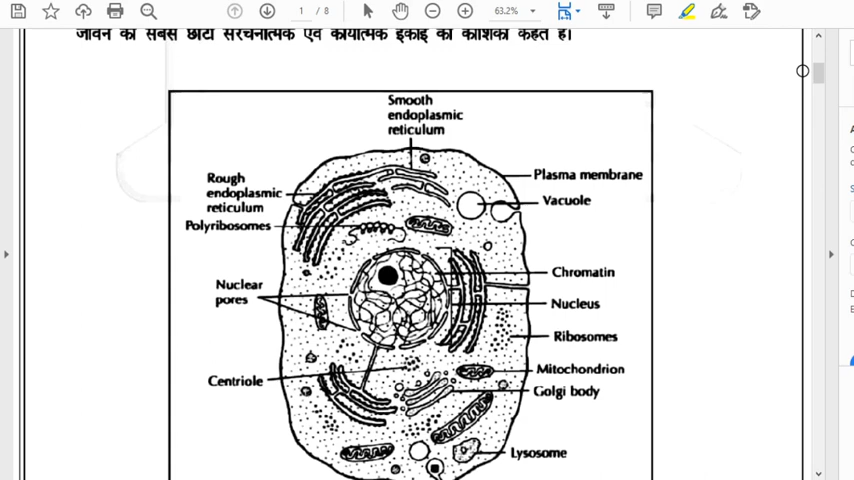 1 / 8
63.2%
जीवन की सबसे छोटी संरचनात्मक एवं कार्यात्मक इकाई को कोशिका कहते हैं।
Smooth
endoplasmic
reticulum
Plasma membrane
Rough
endoplasmic
reticulum
Vacuole
Polyribosomes
Chromatin
Nuclear
pores
Nucleus
Ribosomes
Mitochondrion
Centriole
Golgi body
Lysosome